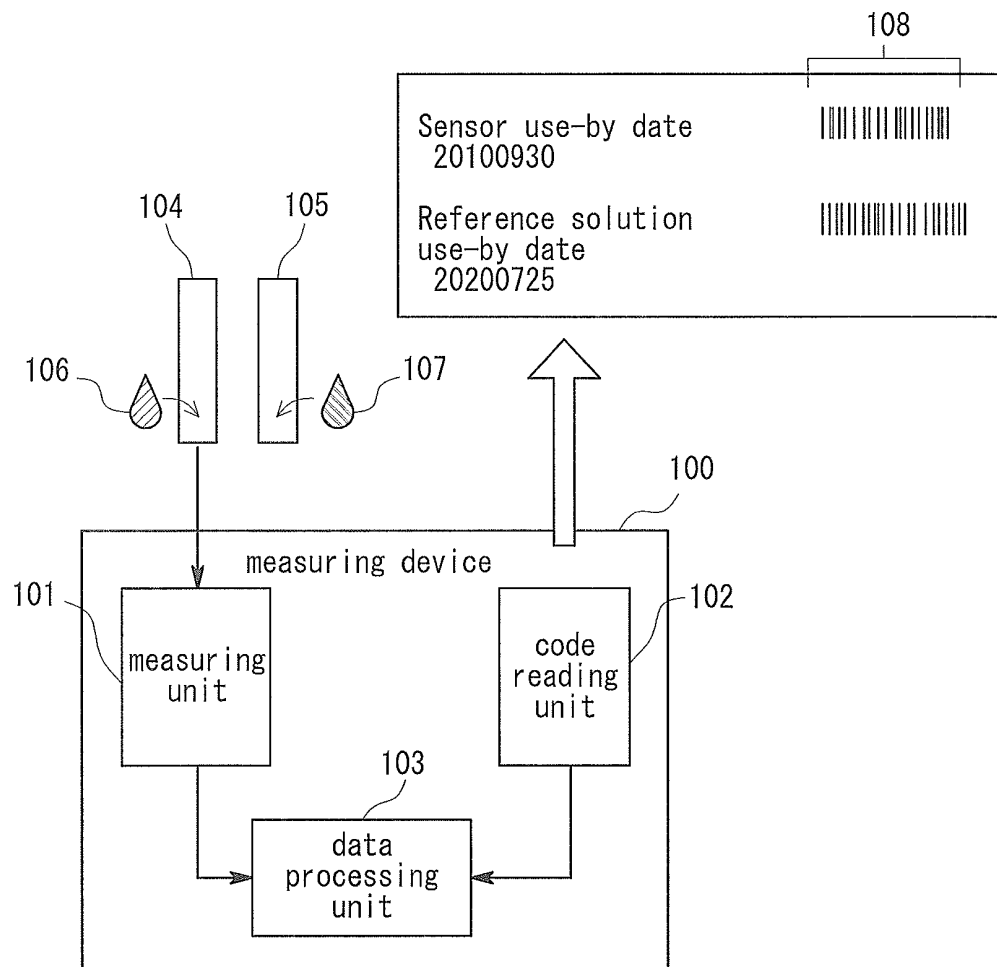 108
Sensor use-by date
20100930
Reference solution
use-by date
20200725
104
105
106
107
100
measuring device
101
102
measuring
unit
code
reading
unit
103
data
processing
unit